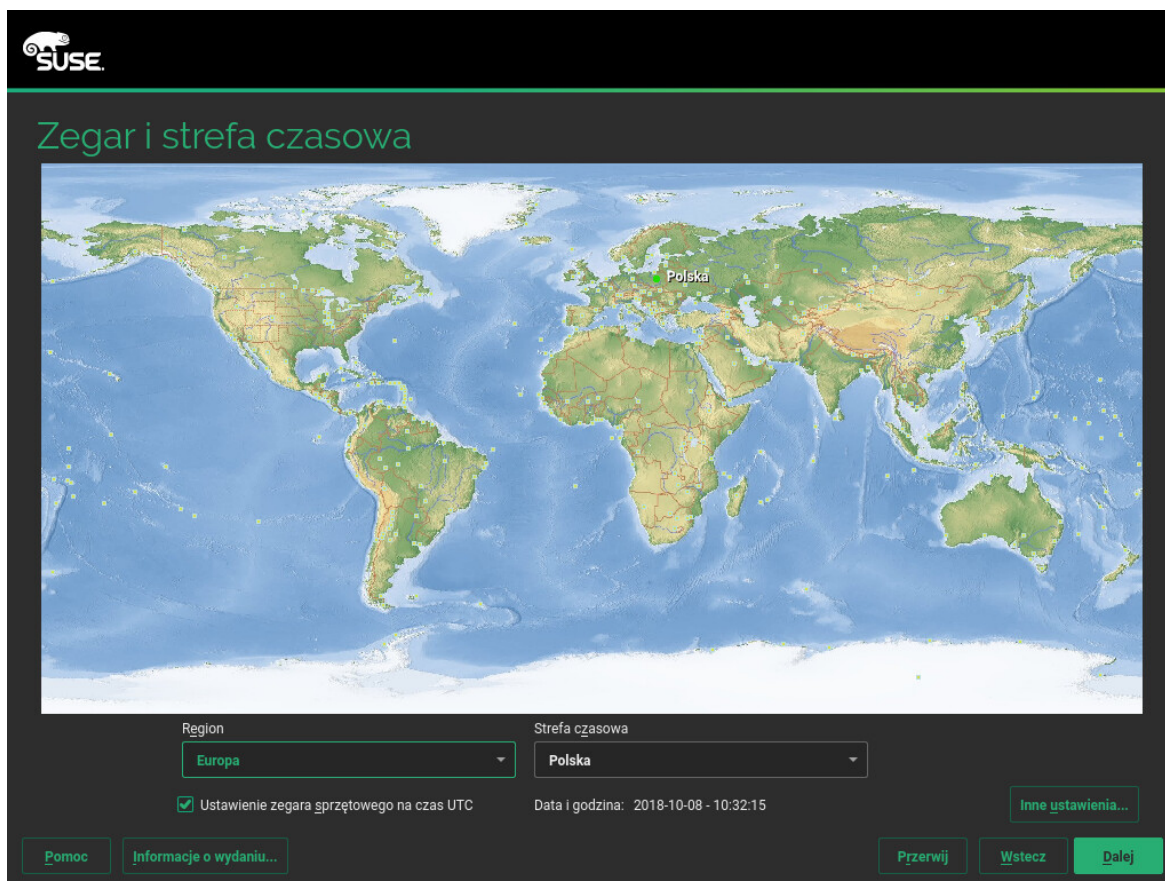 SUSE.
Zegar i strefa czasowa
Polska
Region
Strefa czasowa
Europa
Polska
Ustawienie zegara sprzętowego na czas UTC
Data i godzina: 2018-10-08 - 10:32:15
Inne ustawienia...
Pomoc
Informacje o wydaniu...
Przerwij
Wstecz
Dalej